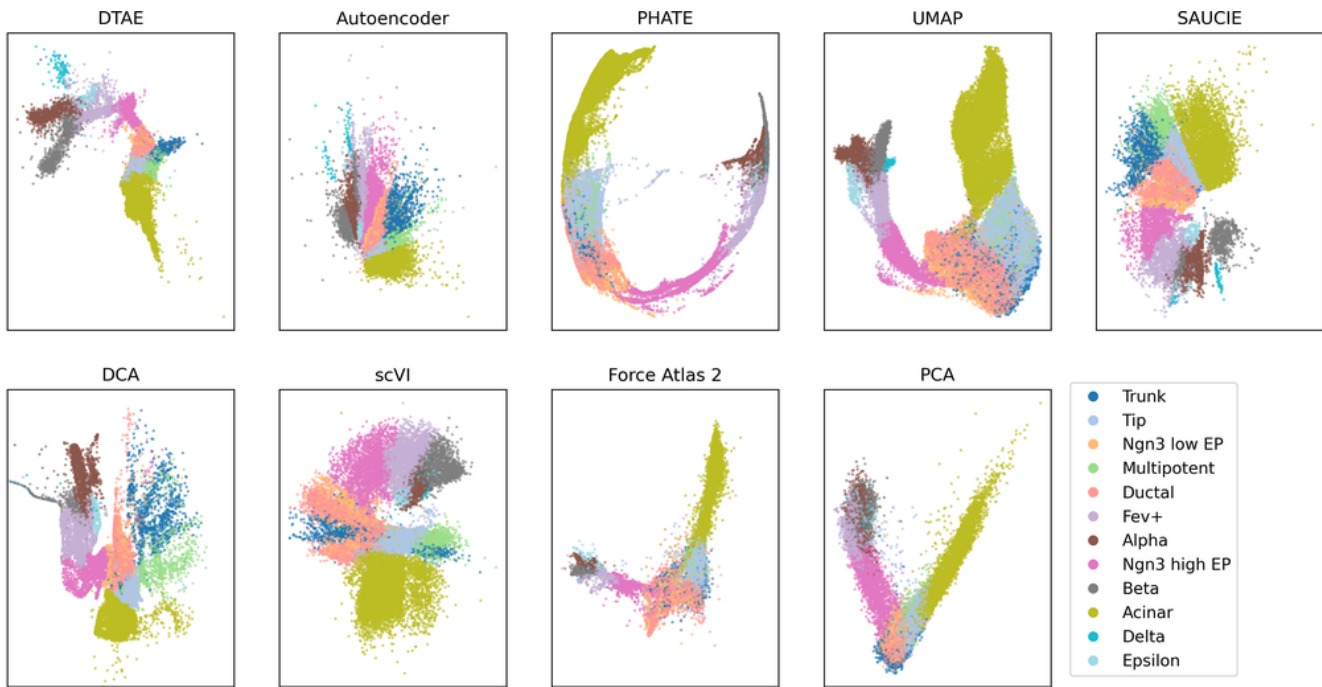 DTAE
Autoencoder
PHATE
UMAP
SAUCIE
DCA
scVI
Force Atlas 2
PCA
Trunk
Tip
Ngn3 low EP
Multipotent
Ductal
Fev+
Alpha
Ngn3 high EP
Beta
Acinar
Delta
Epsilon